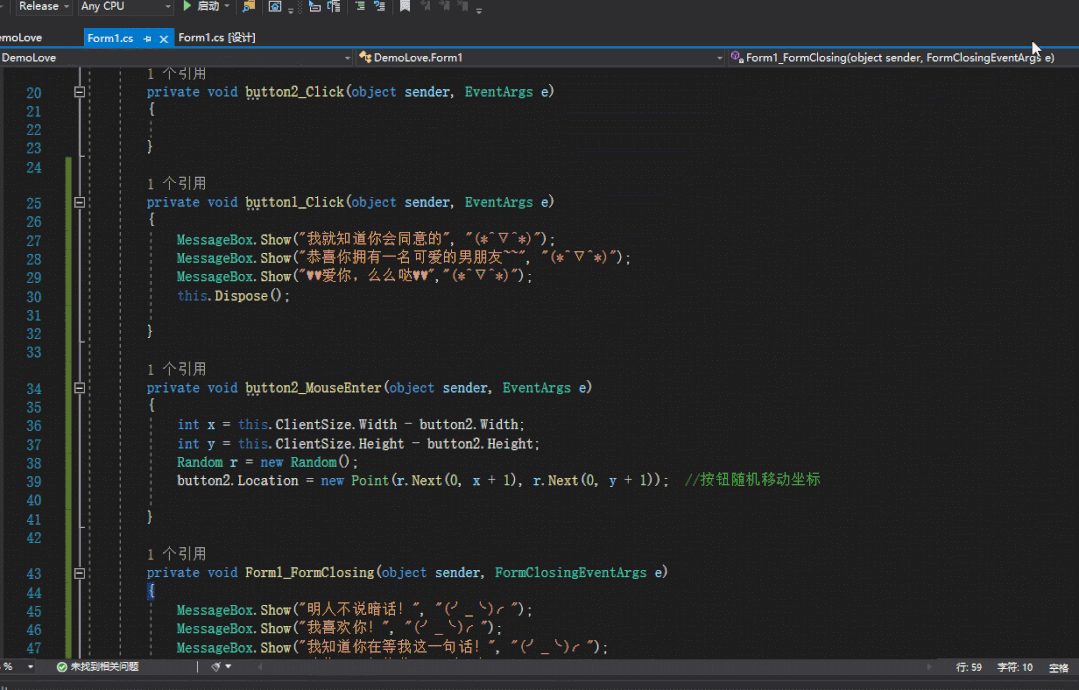 Release Any CPU 启动
emoLove Form1.cs Form1.cs [设计]
DemoLove DemoLove.Form1 Form1_FormClosing(object sender, FormClosingEventArgs e)
1 个引用
20 private void button2_Click(object sender, EventArgs e)
21 {
22
23 }
24
1 个引用
25 private void button1_Click(object sender, EventArgs e)
26 {
27 MessageBox.Show("我就知道你会同意的", "(*^▽^*)");
28 MessageBox.Show("恭喜你拥有一名可爱的男朋友~~", "(*^▽^*)");
29 MessageBox.Show("♥♥爱你，么么哒♥♥","(*^▽^*)");
30 this.Dispose();
31
32 }
33
1 个引用
34 private void button2_MouseEnter(object sender, EventArgs e)
35 {
36 int x = this.ClientSize.Width - button2.Width;
37 int y = this.ClientSize.Height - button2.Height;
38 Random r = new Random();
39 button2.Location = new Point(r.Next(0, x + 1), r.Next(0, y + 1)); //按钮随机移动坐标
40
41 }
42
1 个引用
43 private void Form1_FormClosing(object sender, FormClosingEventArgs e)
44 {
45 MessageBox.Show("明人不说暗话！", "(╯_╰)╭ ");
46 MessageBox.Show("我喜欢你！", "(╯_╰)╭ ");
47 MessageBox.Show("我知道你在等我这一句话！", "(╯_╰)╭ ");
% 未找到相关问题 行: 59 字符: 10 空格